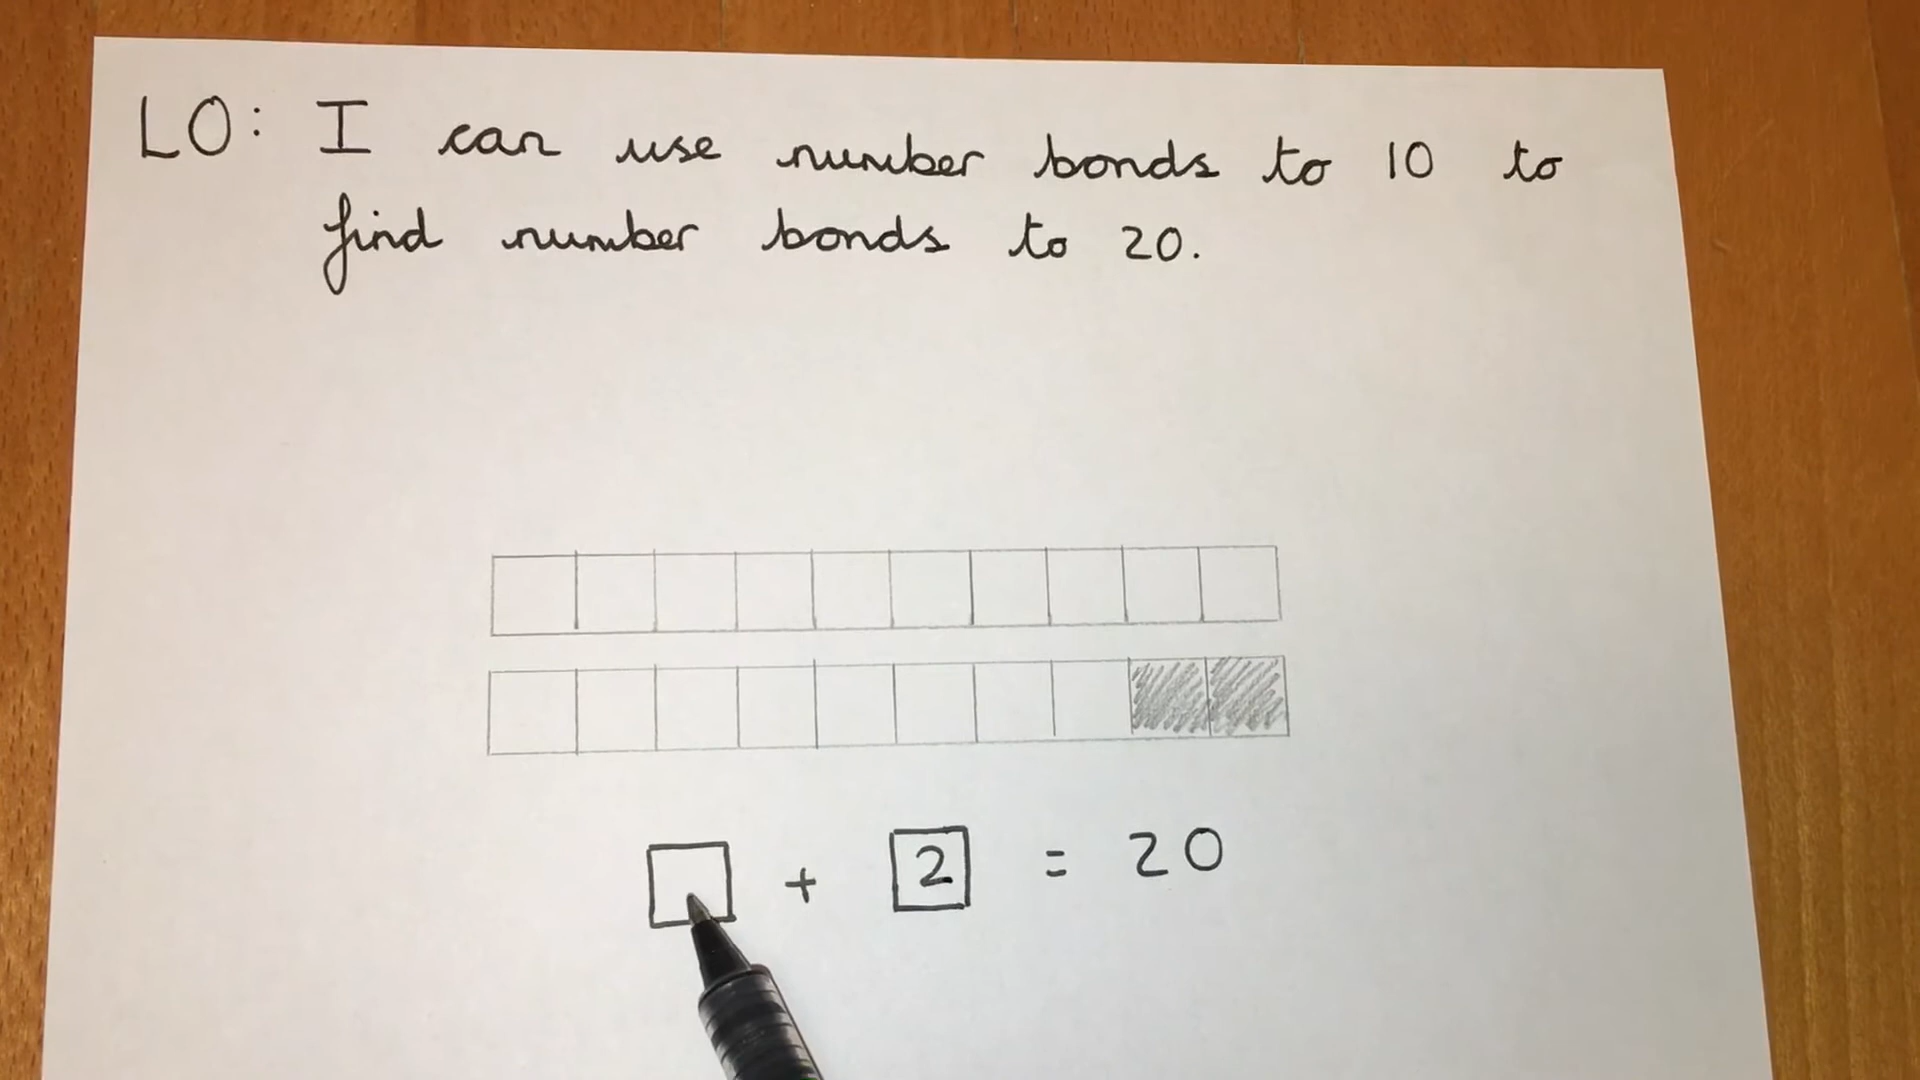 LO: I can use number bonds to 10 to
find number bonds to 20.
+ 2 = 20